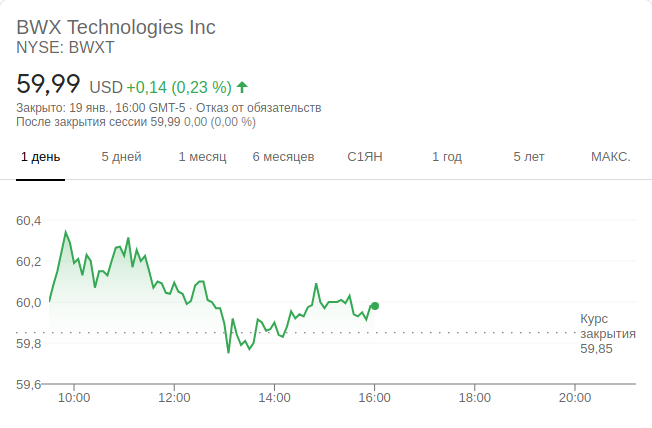 BWX Technologies Inc
NYSE: BWXT
59,99 USD +0,14 (0,23 %)
Закрыто: 19 янв., 16:00 GMT-5 · Отказ от обязательств
После закрытия сессии 59,99 0,00 (0,00 %)
1 день 5 дней 1 месяц 6 месяцев С1ЯН 1 год 5 лет МАКС.
60,4
60,2
60,0
59,8
59,6
Курс
закрытия
59,85
10:00 12:00 14:00 16:00 18:00 20:00